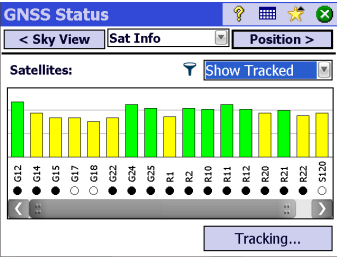 GNSS Status
?
< Sky View
Sat Info
Position >
Satellites:
Show Tracked
G12 G14 G15 G17 G18 G22 G24 G25 R1 R2 R10 R11 R12 R20 R21 R22 S120
Tracking...